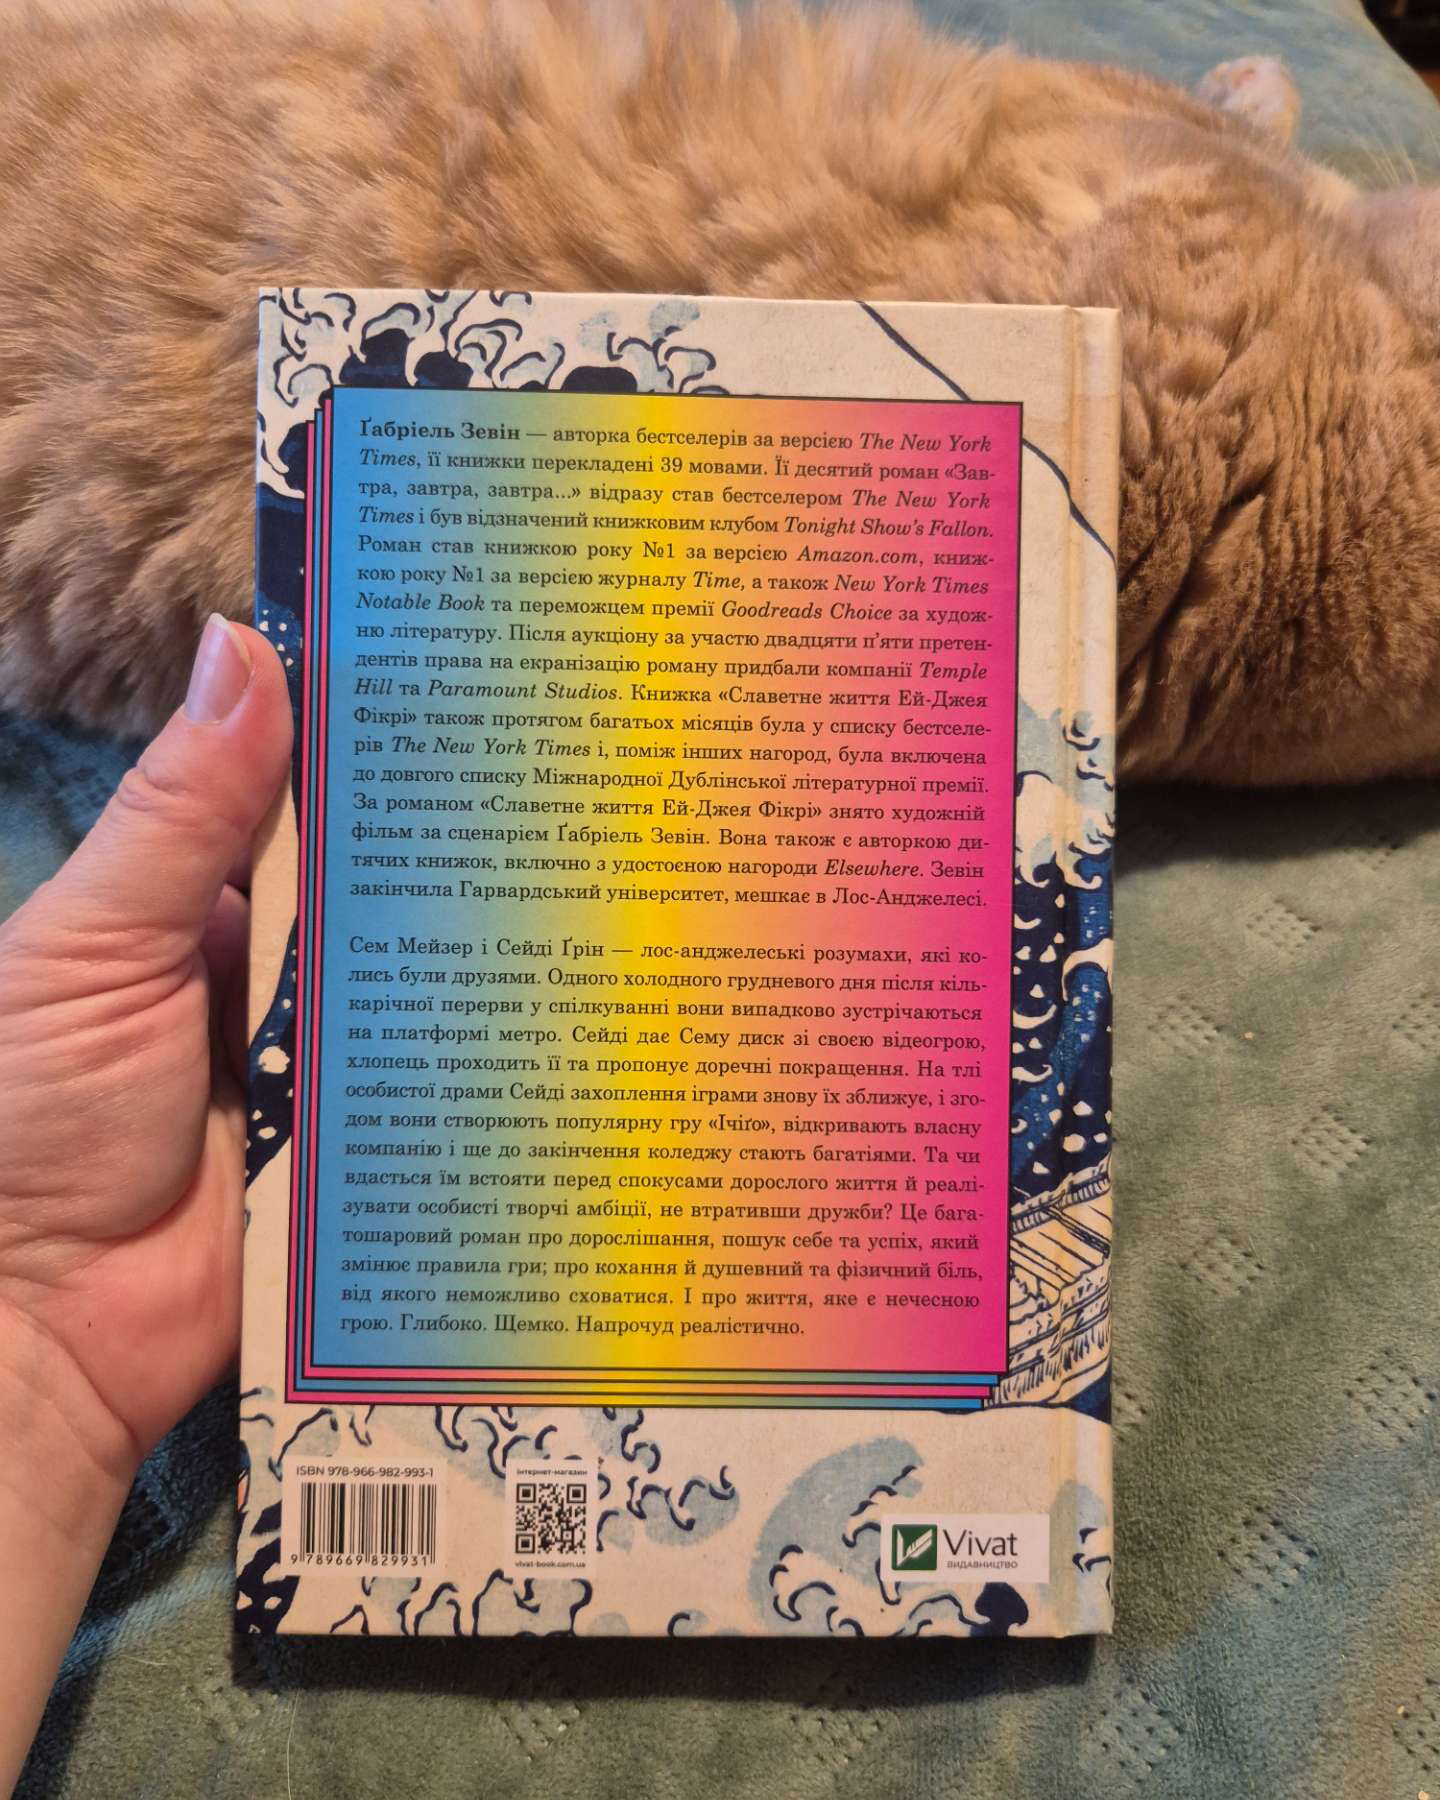 Ґабріель Зевін — авторка бестселерів за версією The New York
Times, її книжки перекладені 39 мовами. Її десятий роман «Зав-
тра, завтра, завтра...» відразу став бестселером The New York
Times і був відзначений книжковим клубом Tonight Show's Fallon.
Роман став книжкою року №1 за версією Amazon.com, книж-
кою року №1 за версією журналу Time, а також New York Times
Notable Book та переможцем премії Goodreads Choice за худож-
ню літературу. Після аукціону за участю двадцяти п'яти претен-
дентів права на екранізацію роману придбали компанії Temple
Hill та Paramount Studios. Книжка «Славетне життя Ей-Джея
Фікрі» також протягом багатьох місяців була у списку бестселе-
рів The New York Times і, поміж інших нагород, була включена
до довгого списку Міжнародної Дублінської літературної премії.
За романом «Славетне життя Ей-Джея Фікрі» знято художній
фільм за сценарієм Ґабріель Зевін. Вона також є авторкою ди-
тячих книжок, включно з удостоєною нагороди Elsewhere. Зевін
закінчила Гарвардський університет, мешкає в Лос-Анджелесі.
Сем Мейзер і Сейді Ґрін — лос-анджелеські розумахи, які ко-
лись були друзями. Одного холодного грудневого дня після кіль-
карічної перерви у спілкуванні вони випадково зустрічаються
на платформі метро. Сейді дає Сему диск зі своєю відеогрою,
хлопець проходить її та пропонує доречні покращення. На тлі
особистої драми Сейді захоплення іграми знову їх зближує, і зго-
дом вони створюють популярну гру «Ічіґо», відкривають власну
компанію і ще до закінчення коледжу стають багатіями. Та чи
вдасться їм встояти перед спокусами дорослого життя й реалі-
зувати особисті творчі амбіції, не втративши дружби? Це бага-
тошаровий роман про дорослішання, пошук себе та успіх, який
змінює правила гри; про кохання й душевний та фізичний біль,
від якого неможливо сховатися. І про життя, яке є нечесною
грою. Глибоко. Щемко. Напрочуд реалістично.
ISBN 978-966-982-993-1
9 789669 829931
інтернет-магазин
vivat-book.com.ua
Vivat
ВИДАВНИЦТВО